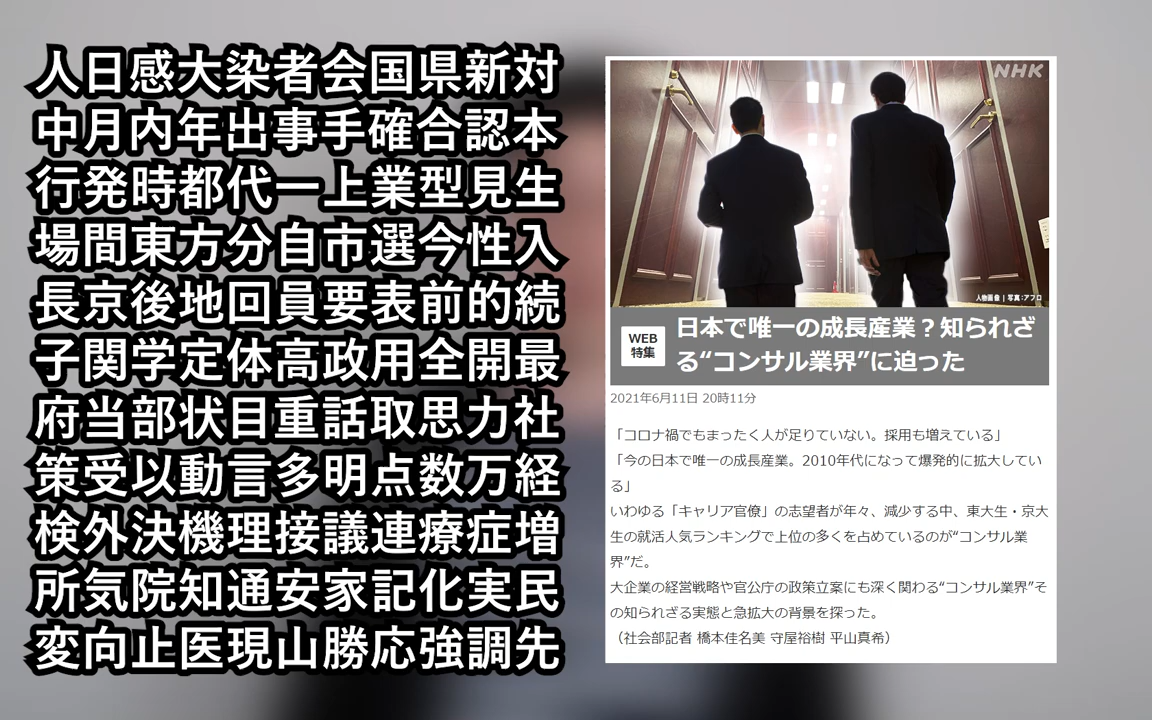 人日感大染者会国県新対
中月内年出事手確合認本
行発時都代一上業型見生
場間東方分自市選今性入
長京後地回員要表前的続
子関学定体高政用全開最
府当部状目重話取思力社
策受以動言多明点数万経
検外決機理接議連療症増
所気院知通安家記化実民
変向止医現山勝応強調先
NHK
人物画像 | 写真:アフロ
WEB
特集
日本で唯一の成長産業？知られざ
る“コンサル業界”に迫った
2021年6月11日 20時11分
「コロナ禍でもまったく人が足りていない。採用も増えている」
「今の日本で唯一の成長産業。2010年代になって爆発的に拡大してい
る」
いわゆる「キャリア官僚」の志望者が年々、減少する中、東大生・京大
生の就活人気ランキングで上位の多くを占めているのが“コンサル業
界”だ。
大企業の経営戦略や官公庁の政策立案にも深く関わる“コンサル業界”そ
の知られざる実態と急拡大の背景を探った。
（社会部記者 橋本佳名美 守屋裕樹 平山真希）